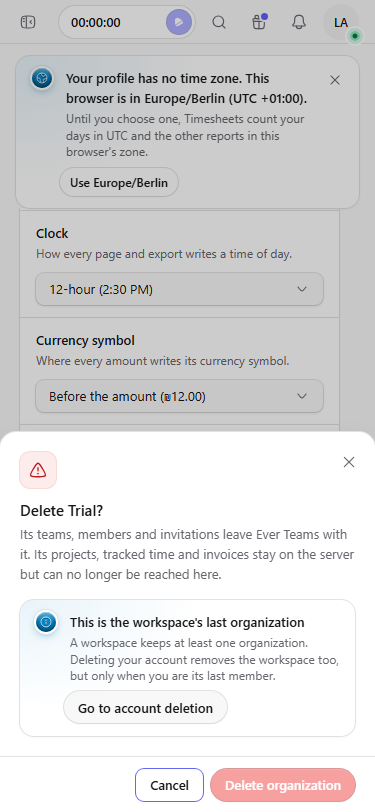 00:00:00
LA
Your profile has no time zone. This
browser is in Europe/Berlin (UTC +01:00).
Until you choose one, Timesheets count your
days in UTC and the other reports in this
browser's zone.
Use Europe/Berlin
Clock
How every page and export writes a time of day.
12-hour (2:30 PM)
Currency symbol
Where every amount writes its currency symbol.
Before the amount (₪12.00)
Delete Trial?
Its teams, members and invitations leave Ever Teams with
it. Its projects, tracked time and invoices stay on the server
but can no longer be reached here.
This is the workspace's last organization
A workspace keeps at least one organization.
Deleting your account removes the workspace too,
but only when you are its last member.
Go to account deletion
Cancel
Delete organization